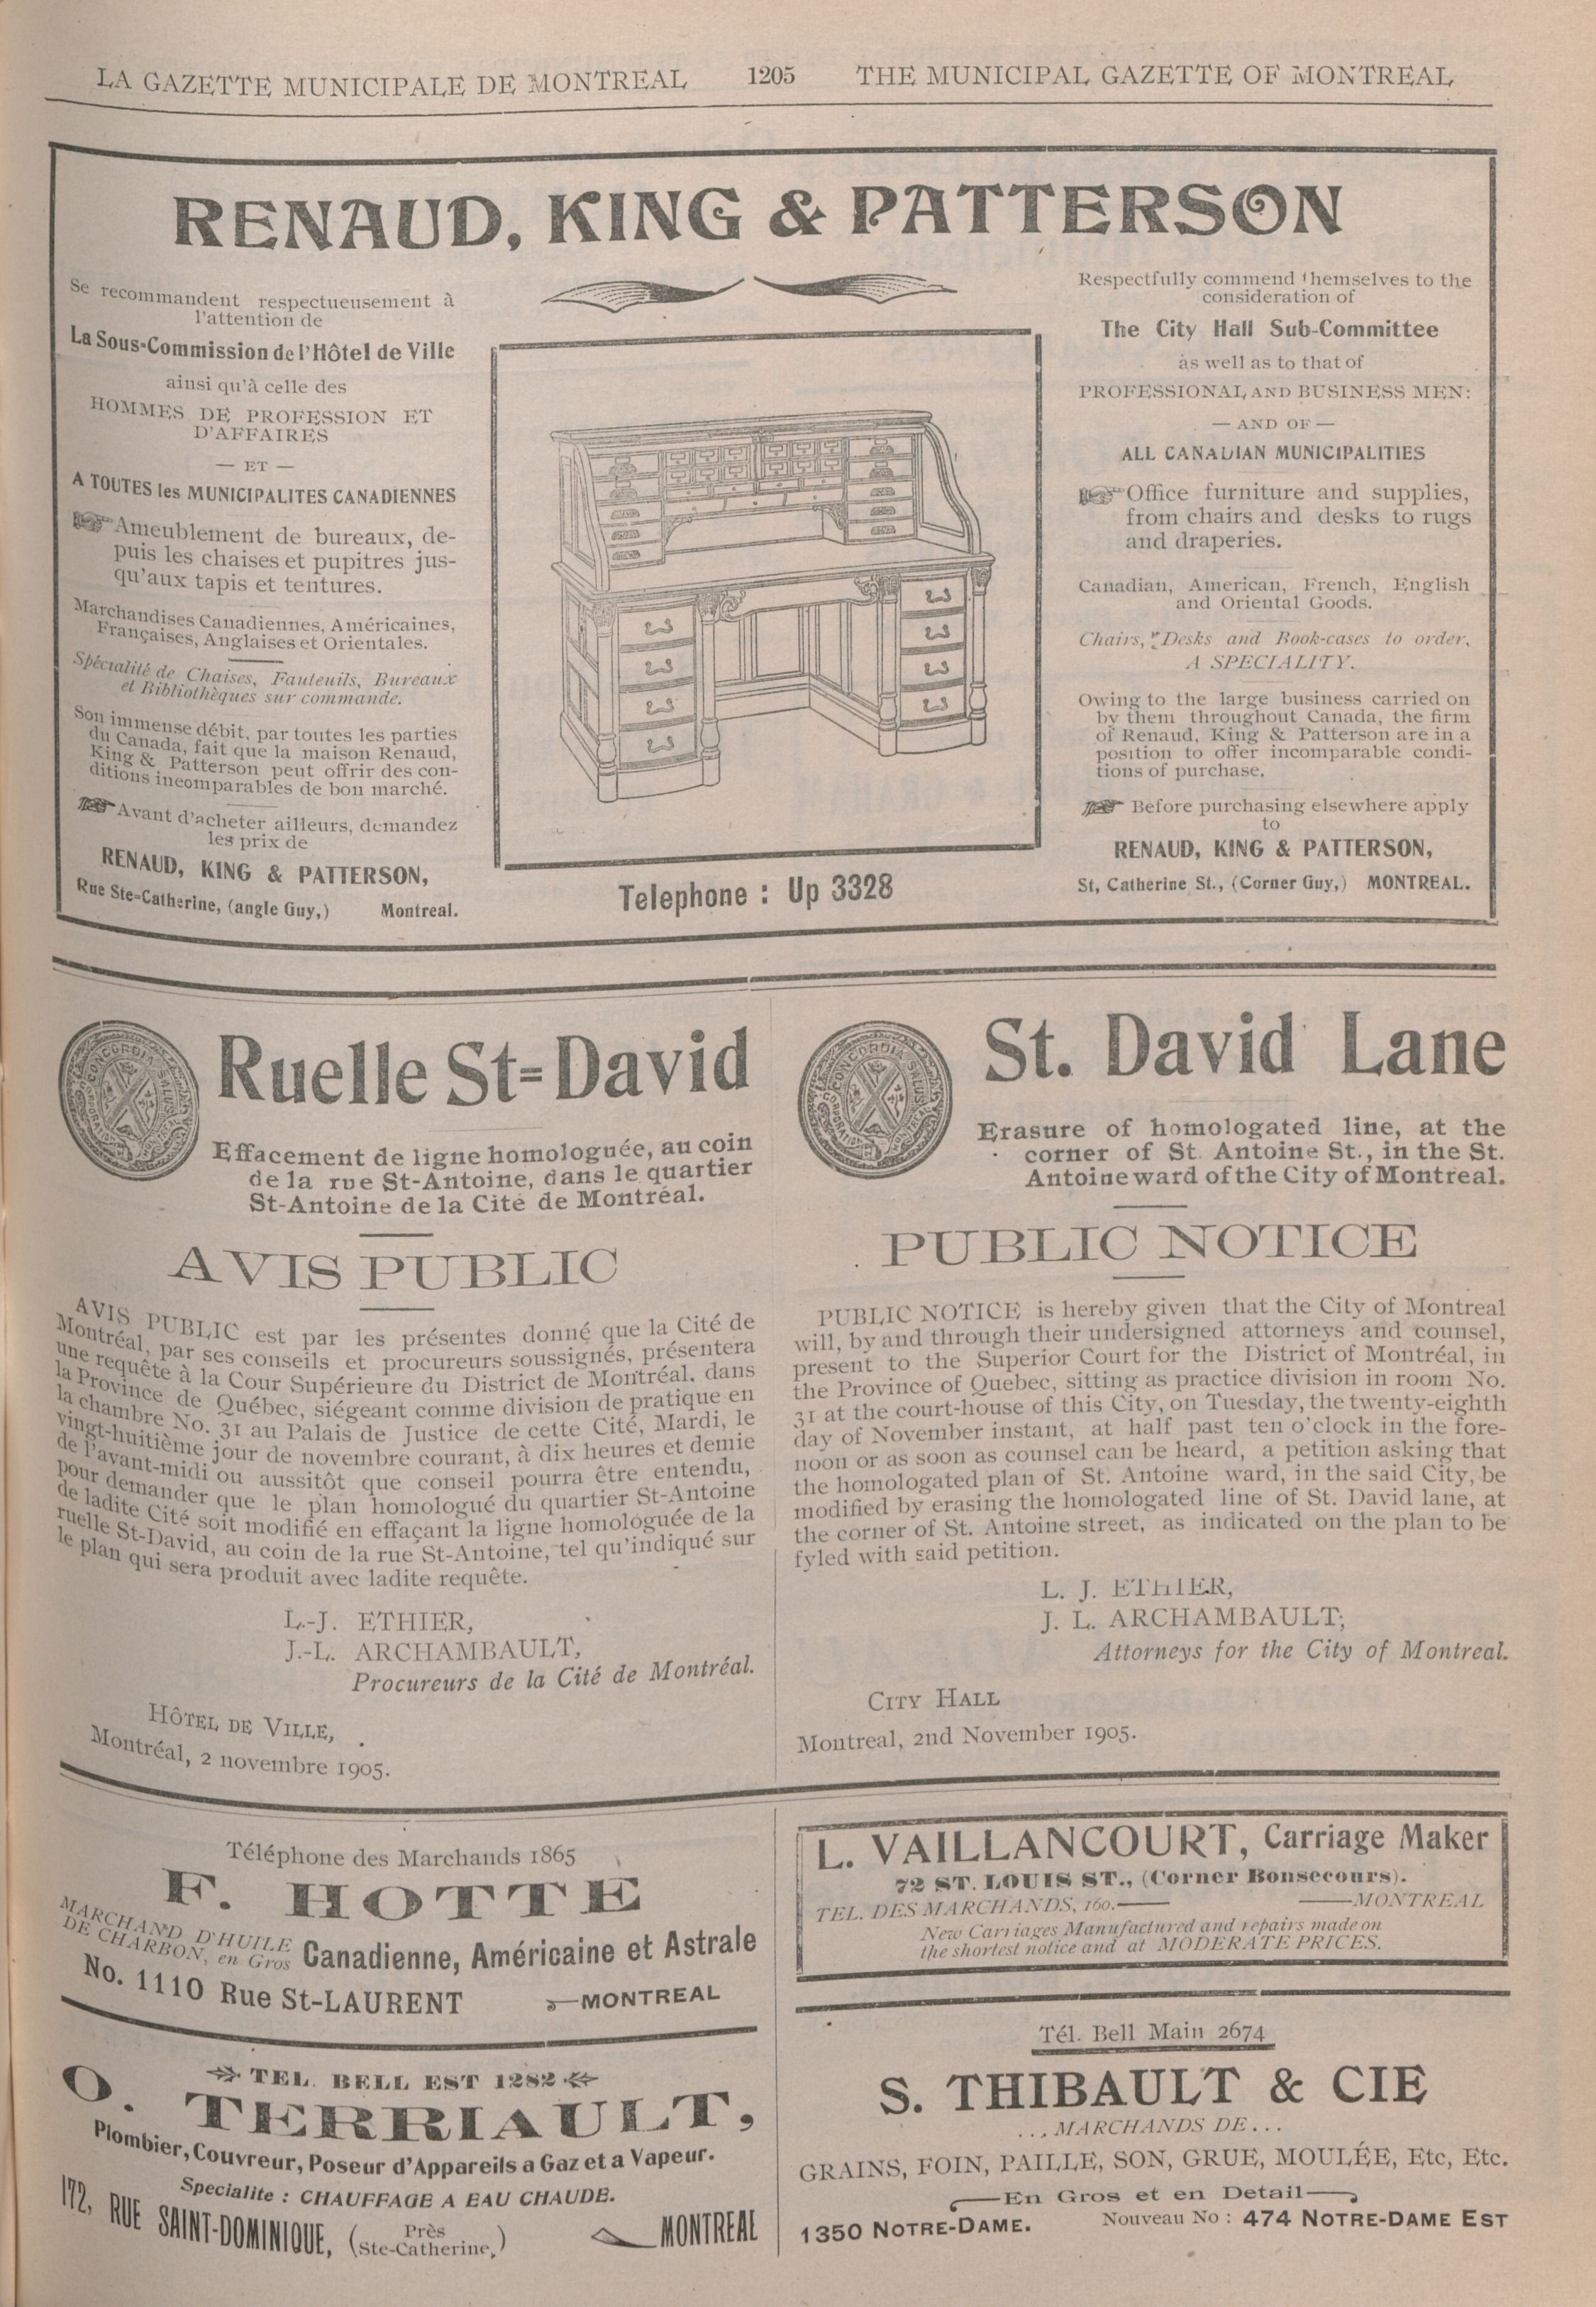 LA GAZETTE MUNICIPALE DE MONTREAL 1205 THE MUNICIPAL GAZETTE OF MONTREAL
RENAUD, KING & PATTERSON
Se recommandent respectueusement à
l'attention de
La Sous-Commission de l'Hôtel de Ville
ainsi qu'à celle des
HOMMES DE PROFESSION ET
D'AFFAIRES
— ET —
A TOUTES les MUNICIPALITES CANADIENNES
Ameublement de bureaux, de-
puis les chaises et pupitres jus-
qu'aux tapis et tentures.
Marchandises Canadiennes, Américaines,
Françaises, Anglaises et Orientales.
Spécialité de Chaises, Fauteuils, Bureaux
et Bibliothèques sur commande.
Son immense débit, par toutes les parties
du Canada, fait que la maison Renaud,
King & Patterson peut offrir des con-
ditions incomparables de bon marché.
Avant d'acheter ailleurs, demandez
les prix de
RENAUD, KING & PATTERSON,
Rue Ste-Catherine, (angle Guy,) Montreal.
Telephone : Up 3328
Respectfully commend themselves to the
consideration of
The City Hall Sub-Committee
as well as to that of
PROFESSIONAL AND BUSINESS MEN:
— AND OF —
ALL CANADIAN MUNICIPALITIES
Office furniture and supplies,
from chairs and desks to rugs
and draperies.
Canadian, American, French, English
and Oriental Goods.
Chairs, Desks and Book-cases to order,
A SPECIALITY.
Owing to the large business carried on
by them throughout Canada, the firm
of Renaud, King & Patterson are in a
position to offer incomparable condi-
tions of purchase.
Before purchasing elsewhere apply
to
RENAUD, KING & PATTERSON,
St, Catherine St., (Corner Guy,) MONTREAL.
Ruelle St-David
Effacement de ligne homologuée, au coin
de la rue St-Antoine, dans le quartier
St-Antoine de la Cité de Montréal.
AVIS PUBLIC
AVIS PUBLIC est par les présentes donné que la Cité de
Montréal, par ses conseils et procureurs soussignés, présentera
une requête à la Cour Supérieure du District de Montréal, dans
la Province de Québec, siégeant comme division de pratique en
la chambre No. 31 au Palais de Justice de cette Cité, Mardi, le
vingt-huitième jour de novembre courant, à dix heures et demie
de l'avant-midi ou aussitôt que conseil pourra être entendu,
pour demander que le plan homologué du quartier St-Antoine
de ladite Cité soit modifié en effaçant la ligne homologuée de la
ruelle St-David, au coin de la rue St-Antoine, tel qu'indiqué sur
le plan qui sera produit avec ladite requête.
L.-J. ETHIER,
J.-L. ARCHAMBAULT,
Procureurs de la Cité de Montréal.
HÔTEL DE VILLE,
Montréal, 2 novembre 1905.
St. David Lane
Erasure of homologated line, at the
corner of St. Antoine St., in the St.
Antoine ward of the City of Montreal.
PUBLIC NOTICE
PUBLIC NOTICE is hereby given that the City of Montreal
will, by and through their undersigned attorneys and counsel,
present to the Superior Court for the District of Montréal, in
the Province of Quebec, sitting as practice division in room No.
31 at the court-house of this City, on Tuesday, the twenty-eighth
day of November instant, at half past ten o'clock in the fore-
noon or as soon as counsel can be heard, a petition asking that
the homologated plan of St. Antoine ward, in the said City, be
modified by erasing the homologated line of St. David lane, at
the corner of St. Antoine street, as indicated on the plan to be
fyled with said petition.
L. J. ETHIER,
J. L. ARCHAMBAULT;
Attorneys for the City of Montreal.
CITY HALL
Montreal, 2nd November 1905.
Téléphone des Marchands 1865
F. HOTTE
MARCHAND D'HUILE
DE CHARBON, en Gros
Canadienne, Américaine et Astrale
No. 1110 Rue St-LAURENT MONTREAL
TEL. BELL EST 1282
O. TERRIAULT,
Plombier, Couvreur, Poseur d'Appareils a Gaz et a Vapeur.
Specialite : CHAUFFAGE A EAU CHAUDE.
172, RUE SAINT-DOMINIQUE, (Près Ste-Catherine,) MONTREAL
L. VAILLANCOURT, Carriage Maker
72 ST. LOUIS ST., (Corner Bonsecours).
TEL. DES MARCHANDS, 160.— —MONTREAL
New Carriages Manufactured and repairs made on
the shortest notice and at MODERATE PRICES.
Tél. Bell Main 2674
S. THIBAULT & CIE
...MARCHANDS DE...
GRAINS, FOIN, PAILLE, SON, GRUE, MOULÉE, Etc, Etc.
En Gros et en Detail
1350 NOTRE-DAME. Nouveau No : 474 NOTRE-DAME EST